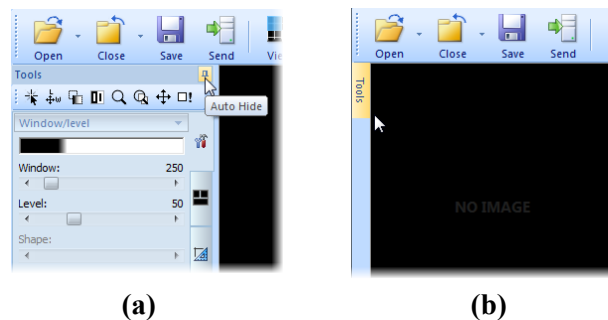 Open
Close
Save
Send
Vie
Tools
Auto Hide
Window/level
Window: 250
Level: 50
Shape:
(a)
Open
Close
Save
Send
Tools
NO IMAGE
(b)